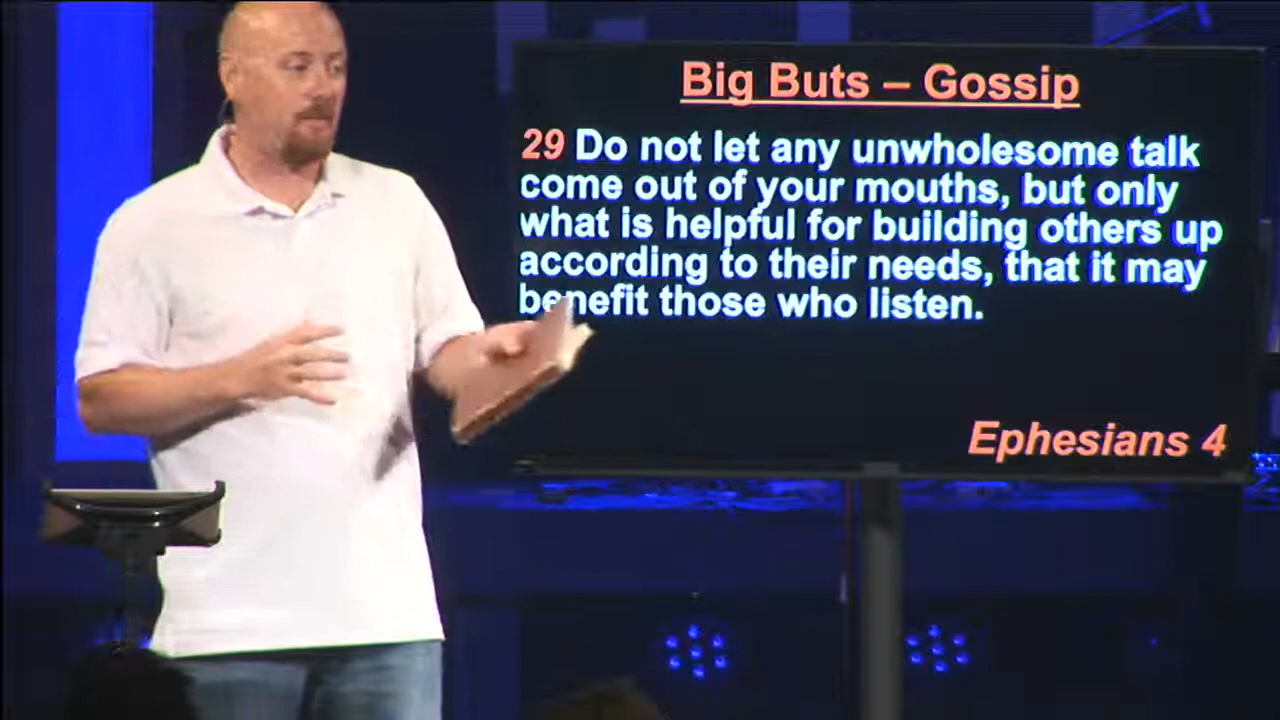 Big Buts – Gossip
29 Do not let any unwholesome talk
come out of your mouths, but only
what is helpful for building others up
according to their needs, that it may
benefit those who listen.
Ephesians 4